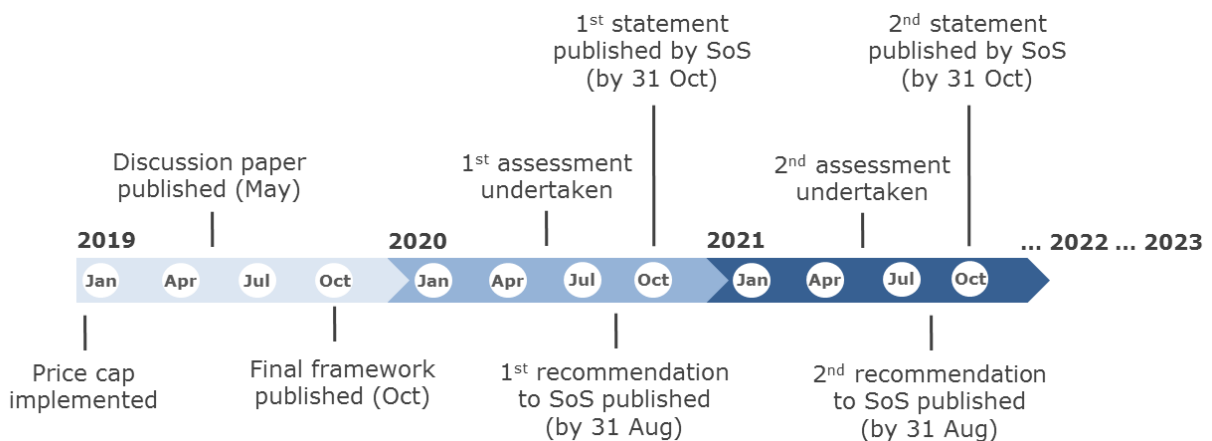 1st statement
published by SoS
(by 31 Oct)
2nd statement
published by SoS
(by 31 Oct)
Discussion paper
published (May)
1st assessment
undertaken
2nd assessment
undertaken
2019
2020
2021
... 2022 ... 2023
Jan
Apr
Jul
Oct
Jan
Apr
Jul
Oct
Jan
Apr
Jul
Oct
Price cap
implemented
Final framework
published (Oct)
1st recommendation
to SoS published
(by 31 Aug)
2nd recommendation
to SoS published
(by 31 Aug)